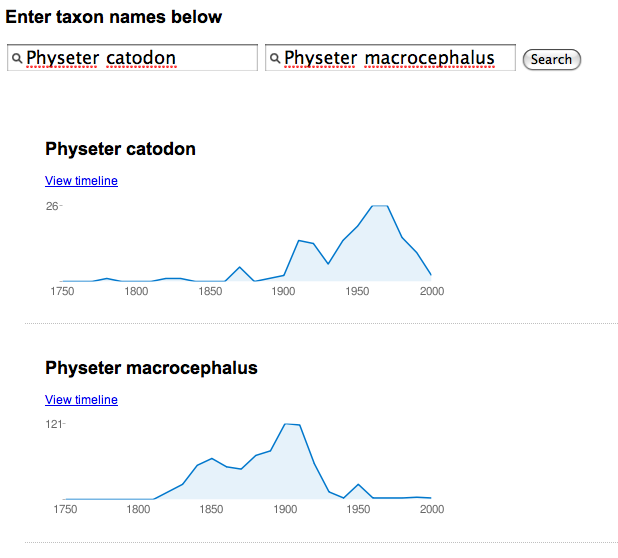 Enter taxon names below
Physeter catodon Physeter macrocephalus Search
Physeter catodon
View timeline
26
1750 1800 1850 1900 1950 2000
Physeter macrocephalus
View timeline
121
1750 1800 1850 1900 1950 2000